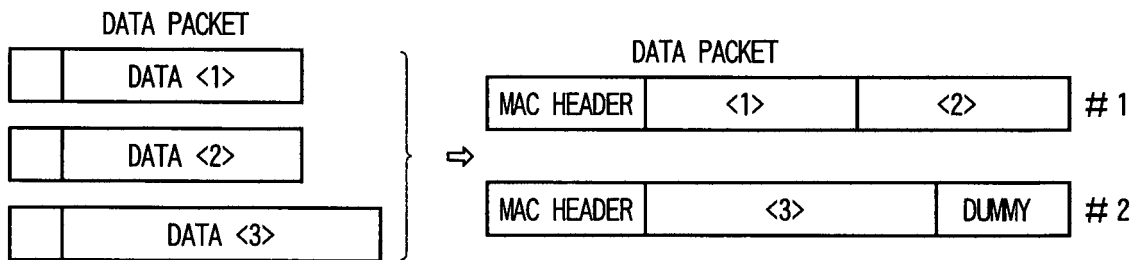 DATA PACKET
DATA <1>
DATA <2>
DATA <3>
DATA PACKET
MAC HEADER <1> <2> #1
MAC HEADER <3> DUMMY #2